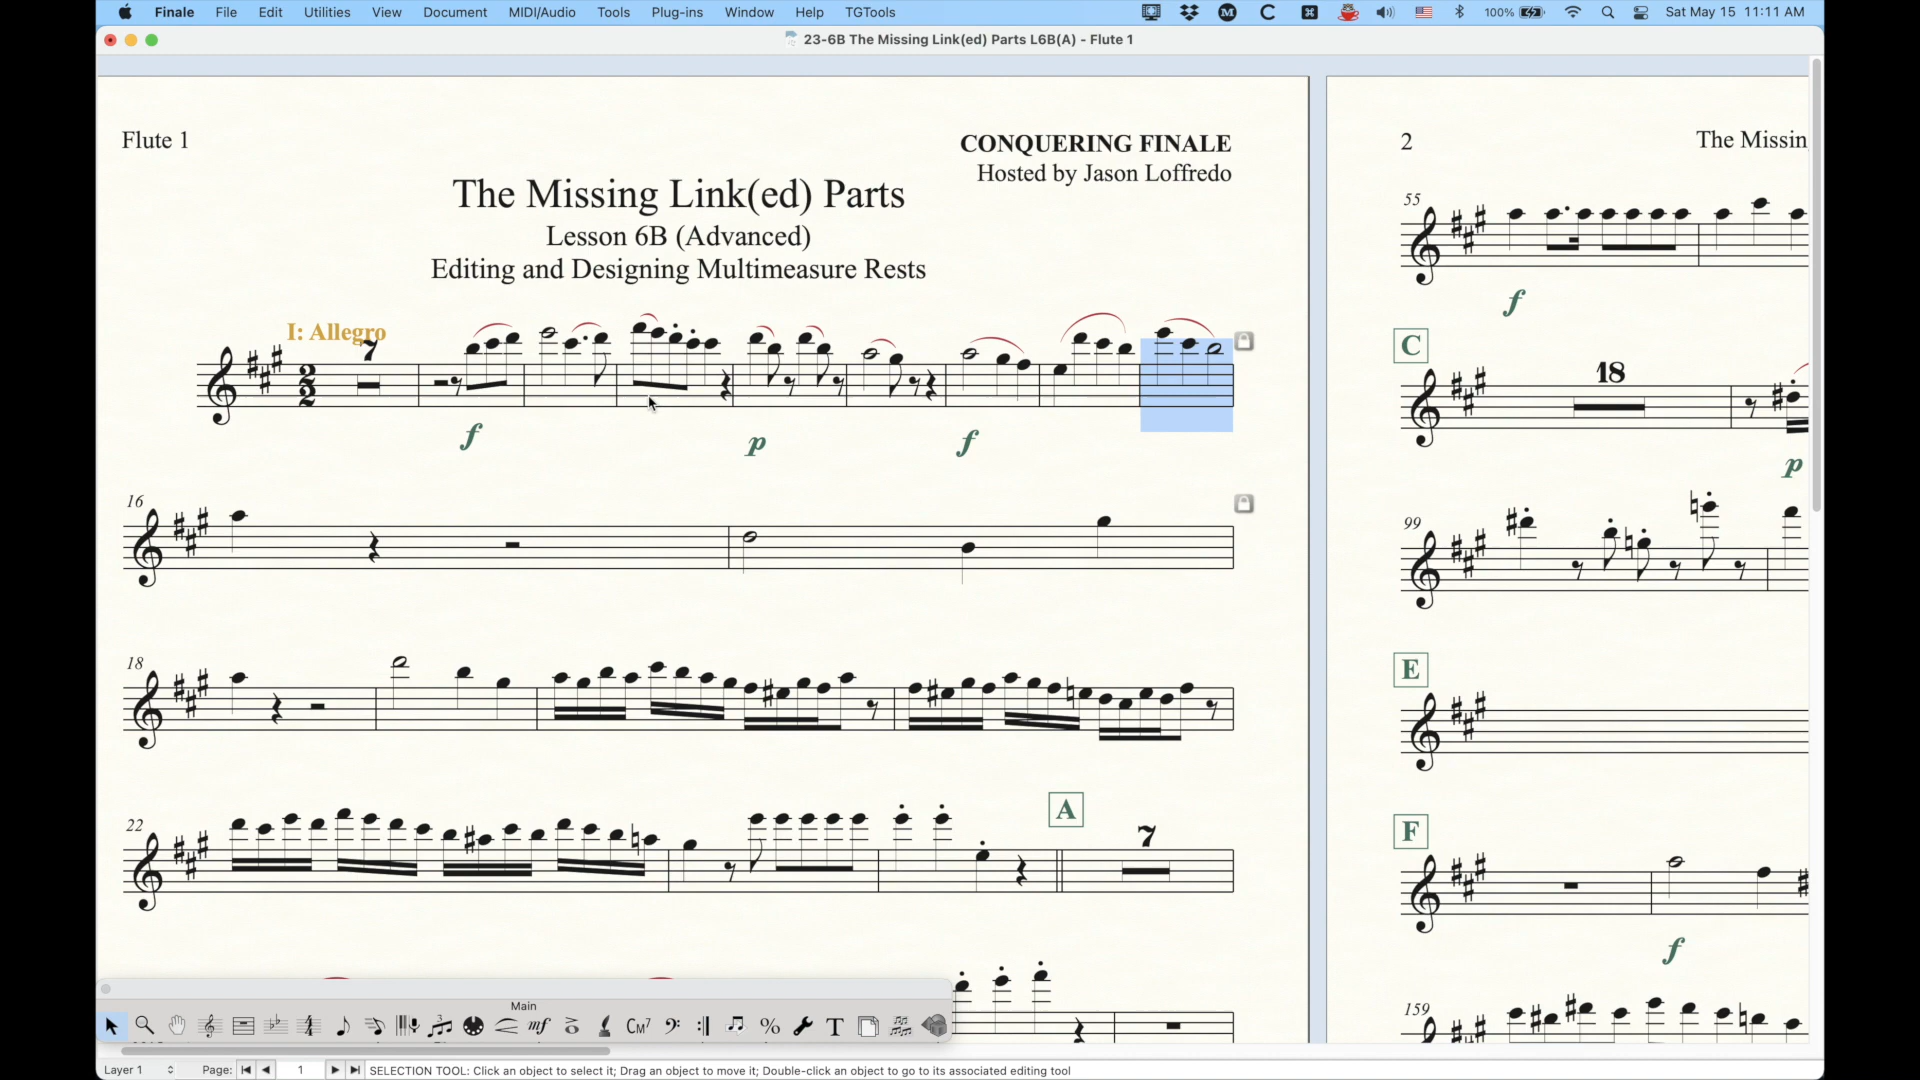 Finale File Edit Utilities View Document MIDI/Audio Tools Plug-ins Window Help TGTools 100% Sat May 15 11:11 AM
23-6B The Missing Link(ed) Parts L6B(A) - Flute 1
Flute 1
CONQUERING FINALE
Hosted by Jason Loffredo
The Missing Link(ed) Parts
Lesson 6B (Advanced)
Editing and Designing Multimeasure Rests
I: Allegro
7
2
2
f
p
f
16
18
22
A
7
2
The Missin
55
f
C
18
p
99
E
F
f
159
Main
mf
CM7
%
T
Layer 1
Page:
1
SELECTION TOOL: Click an object to select it; Drag an object to move it; Double-click an object to go to its associated editing tool